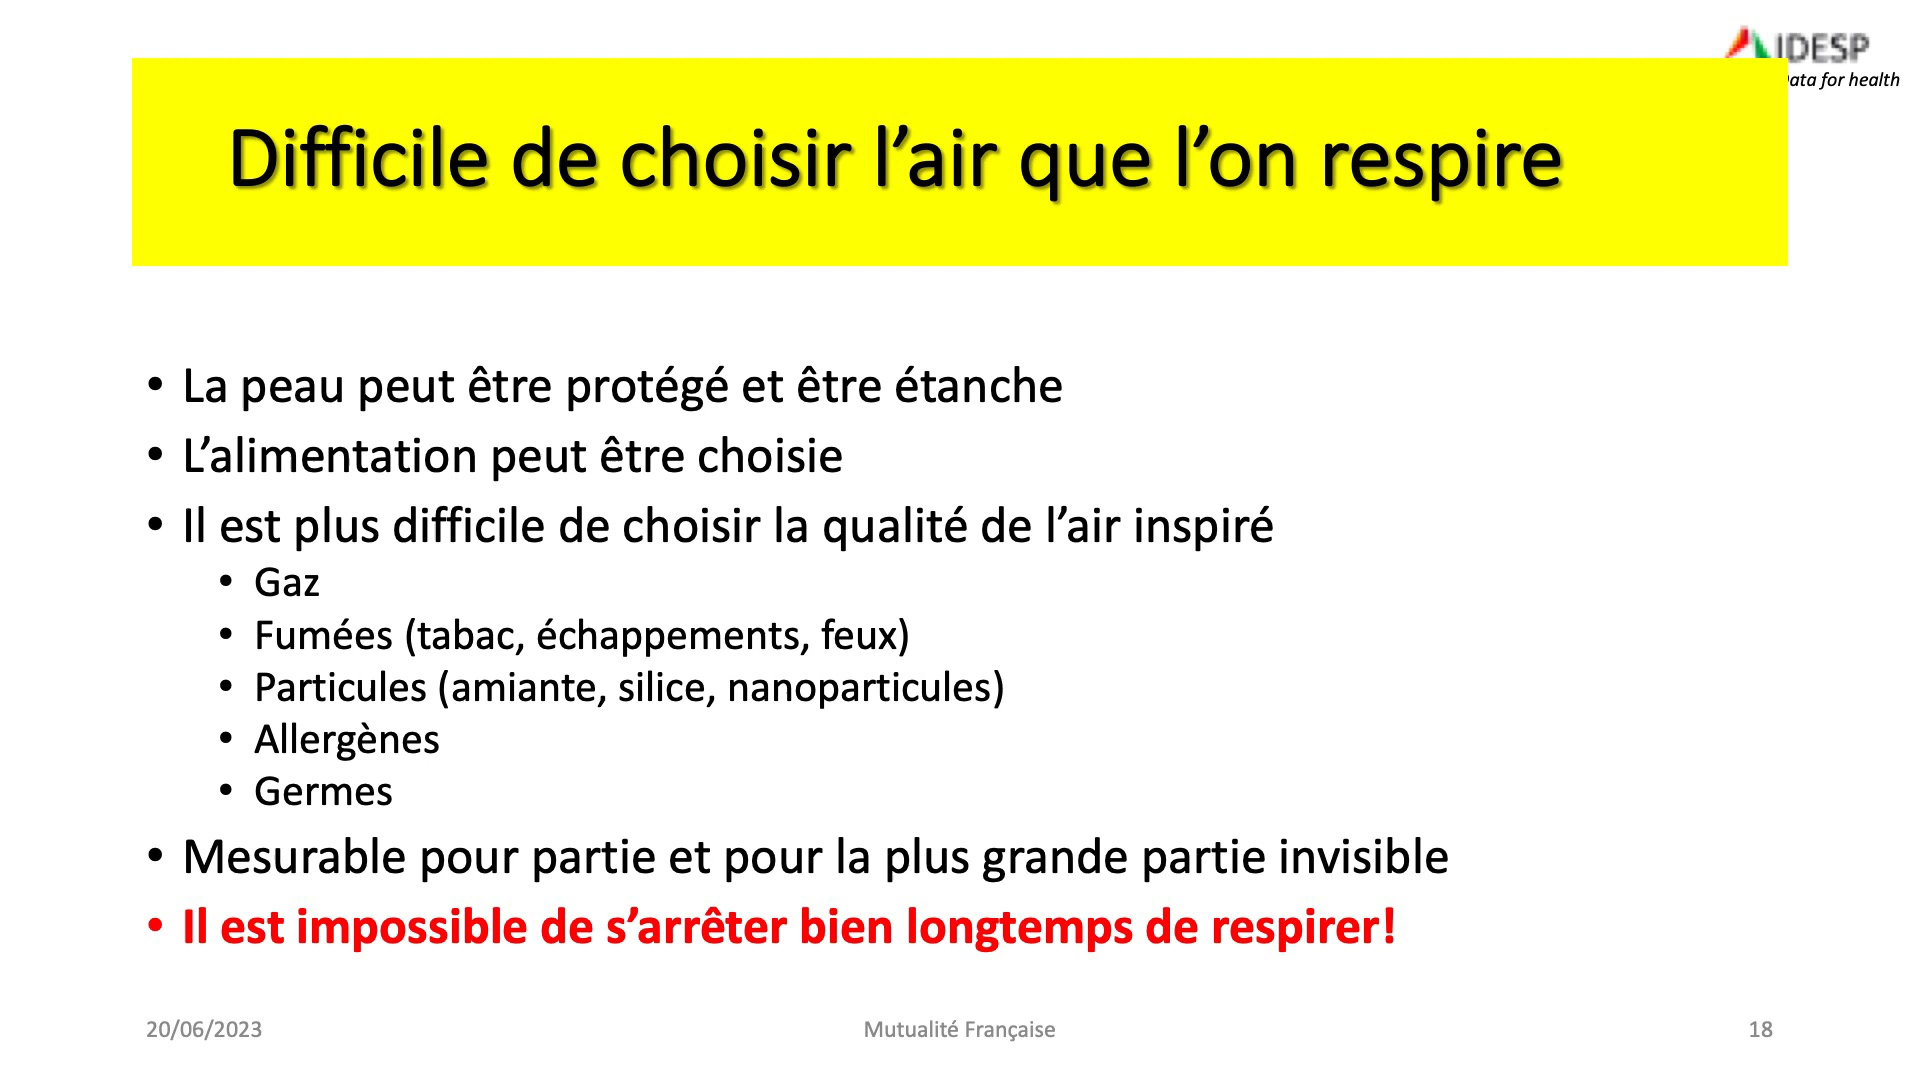 IDESP
Data for health
Difficile de choisir l’air que l’on respire
• La peau peut être protégé et être étanche
• L’alimentation peut être choisie
• Il est plus difficile de choisir la qualité de l’air inspiré
• Gaz
• Fumées (tabac, échappements, feux)
• Particules (amiante, silice, nanoparticules)
• Allergènes
• Germes
• Mesurable pour partie et pour la plus grande partie invisible
• Il est impossible de s’arrêter bien longtemps de respirer!
20/06/2023
Mutualité Française
18